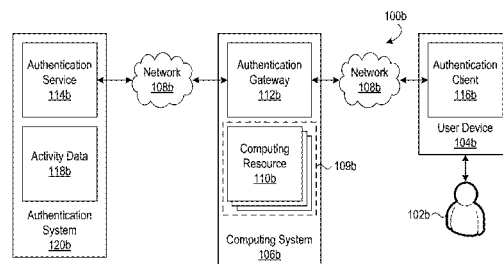 100b
Authentication
Service
114b
Network
108b
Authentication
Gateway
112b
Network
108b
Authentication
Client
116b
User Device
104b
Activity Data
118b
Computing
Resource
110b
109b
Authentication
System
120b
Computing System
106b
102b